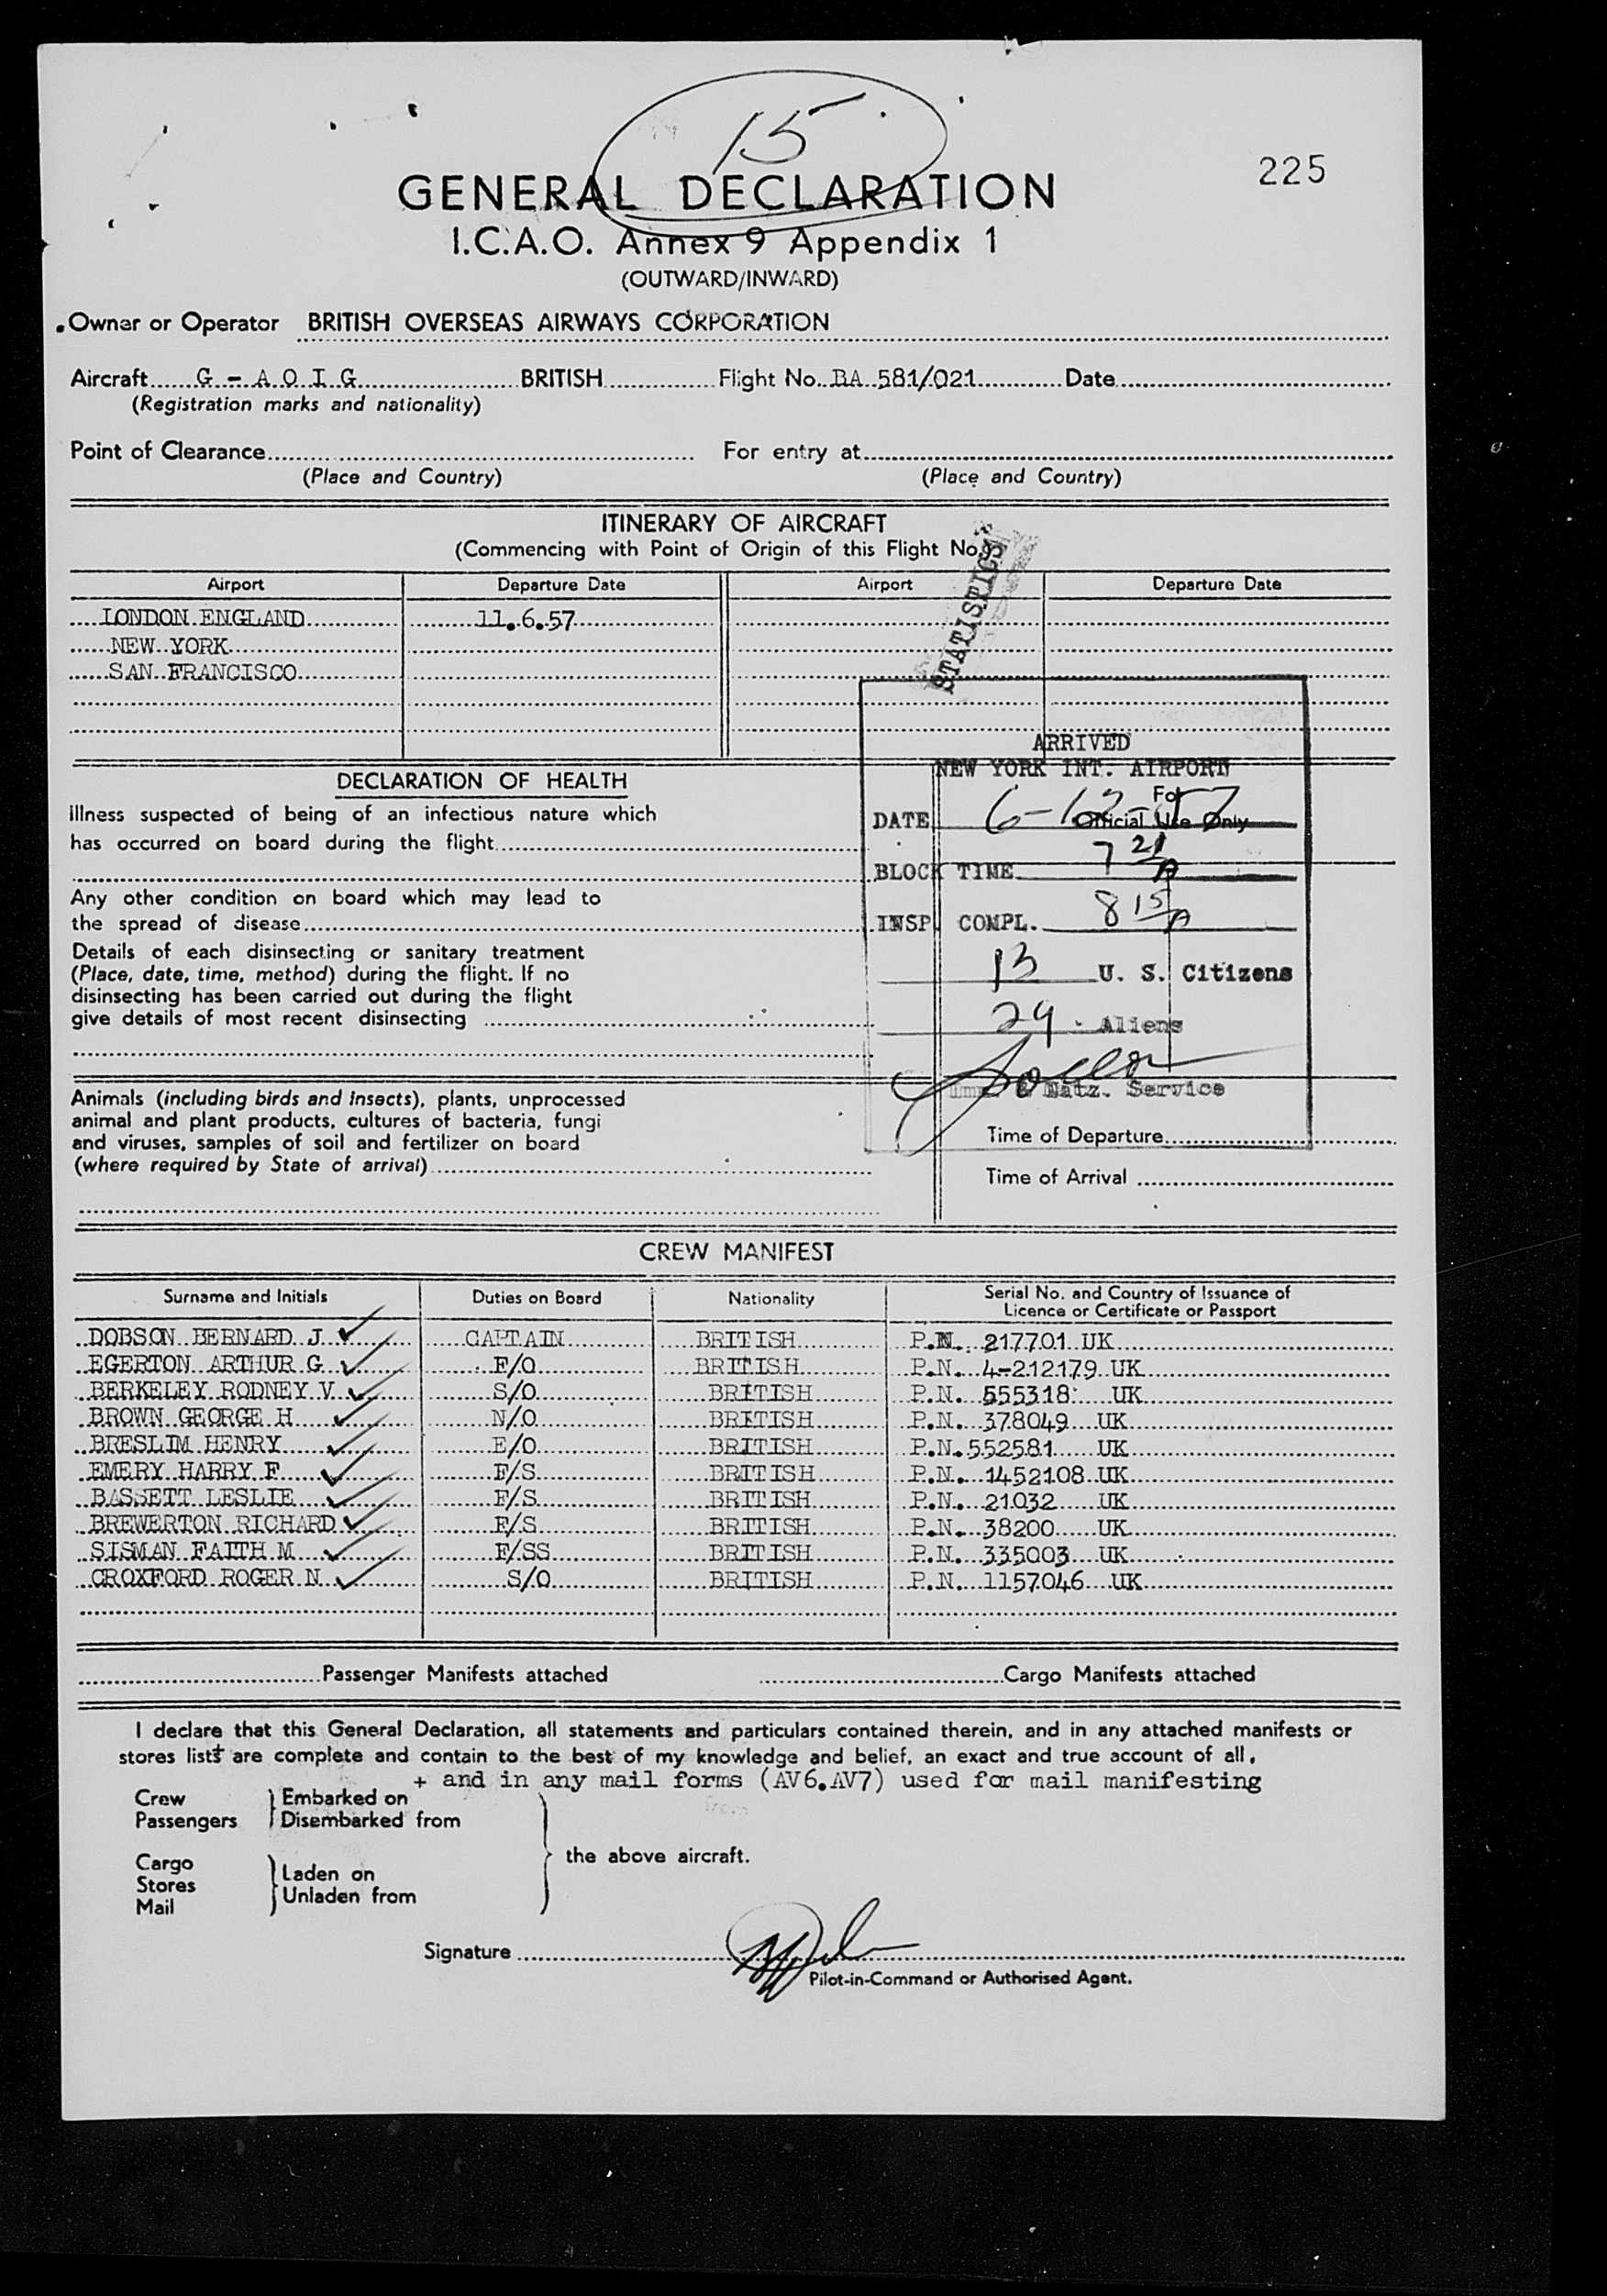 15
225
GENERAL DECLARATION
I.C.A.O. Annex 9 Appendix 1
(OUTWARD/INWARD)
Owner or Operator BRITISH OVERSEAS AIRWAYS CORPORATION
Aircraft G - A O I G BRITISH Flight No. BA 581/021 Date
(Registration marks and nationality)
Point of Clearance For entry at
(Place and Country) (Place and Country)
ITINERARY OF AIRCRAFT
(Commencing with Point of Origin of this Flight No.)
STATISTICS
Airport Departure Date Airport Departure Date
LONDON ENGLAND 11.6.57
NEW YORK
SAN FRANCISCO
ARRIVED
NEW YORK INT. AIRPORT
DATE 6-12-57
For
Official Use Only
BLOCK TIME 7 21 A
INSP. COMPL. 8 15 A
13 U. S. Citizens
29 Aliens
Imm. & Natz. Service
DECLARATION OF HEALTH
Illness suspected of being of an infectious nature which
has occurred on board during the flight
Any other condition on board which may lead to
the spread of disease
Details of each disinsecting or sanitary treatment
(Place, date, time, method) during the flight. If no
disinsecting has been carried out during the flight
give details of most recent disinsecting
Animals (including birds and insects), plants, unprocessed
animal and plant products, cultures of bacteria, fungi
and viruses, samples of soil and fertilizer on board
(where required by State of arrival)
Time of Departure
Time of Arrival
CREW MANIFEST
Surname and Initials Duties on Board Nationality Serial No. and Country of Issuance of
Licence or Certificate or Passport
DOBSON BERNARD J CAPTAIN BRITISH P.N. 217701 UK
EGERTON ARTHUR G F/O BRITISH P.N. 4-212179 UK
BERKELEY RODNEY V S/O BRITISH P.N. 555318 UK
BROWN GEORGE H N/O BRITISH P.N. 378049 UK
BRESLIM HENRY E/O BRITISH P.N. 552581 UK
EMERY HARRY F F/S BRITISH P.N. 1452108 UK
BASSETT LESLIE F/S BRITISH P.N. 21032 UK
BREWERTON RICHARD F/S BRITISH P.N. 38200 UK
SISMAN FAITH M F/SS BRITISH P.N. 335003 UK
CROXFORD ROGER N S/O BRITISH P.N. 1157046 UK
Passenger Manifests attached Cargo Manifests attached
I declare that this General Declaration, all statements and particulars contained therein, and in any attached manifests or
stores lists+ are complete and contain to the best of my knowledge and belief, an exact and true account of all,
+ and in any mail forms (AV6.AV7) used for mail manifesting
Crew Embarked on
Passengers Disembarked from
the above aircraft.
Cargo
Stores Laden on
Mail Unladen from
Signature
Pilot-in-Command or Authorised Agent.